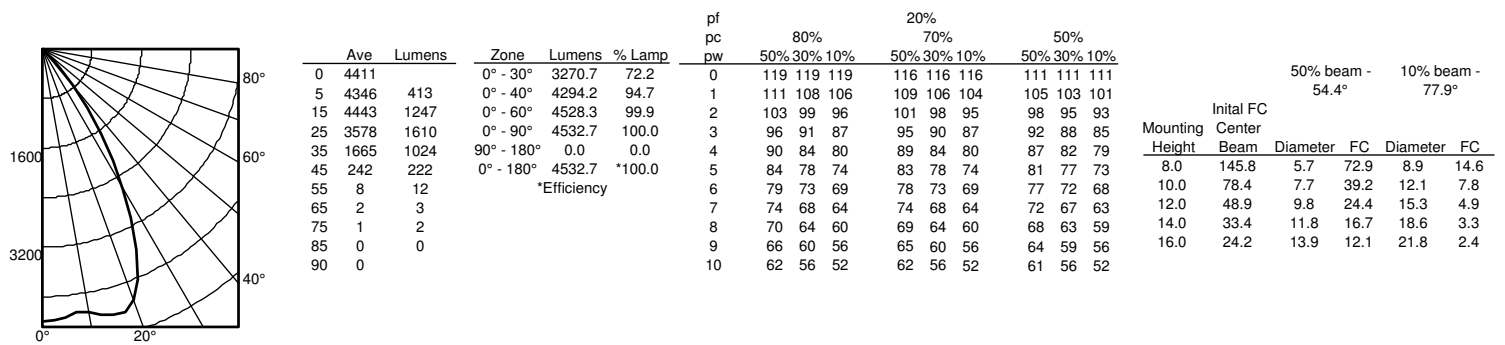 80°
60°
40°
20°
0°
1600
3200
Ave Lumens
0 4411
5 4346 413
15 4443 1247
25 3578 1610
35 1665 1024
45 242 222
55 8 12
65 2 3
75 1 2
85 0 0
90 0
Zone Lumens % Lamp
0° - 30° 3270.7 72.2
0° - 40° 4294.2 94.7
0° - 60° 4528.3 99.9
0° - 90° 4532.7 100.0
90° - 180° 0.0 0.0
0° - 180° 4532.7 *100.0
*Efficiency
pf 20%
pc 80% 70% 50%
pw 50% 30% 10% 50% 30% 10% 50% 30% 10%
0 119 119 119 116 116 116 111 111 111
1 111 108 106 109 106 104 105 103 101
2 103 99 96 101 98 95 98 95 93
3 96 91 87 95 90 87 92 88 85
4 90 84 80 89 84 80 87 82 79
5 84 78 74 83 78 74 81 77 73
6 79 73 69 78 73 69 77 72 68
7 74 68 64 74 68 64 72 67 63
8 70 64 60 69 64 60 68 63 59
9 66 60 56 65 60 56 64 59 56
10 62 56 52 62 56 52 61 56 52
50% beam - 10% beam -
54.4° 77.9°
Inital FC
Mounting Center
Height Beam Diameter FC Diameter FC
8.0 145.8 5.7 72.9 8.9 14.6
10.0 78.4 7.7 39.2 12.1 7.8
12.0 48.9 9.8 24.4 15.3 4.9
14.0 33.4 11.8 16.7 18.6 3.3
16.0 24.2 13.9 12.1 21.8 2.4